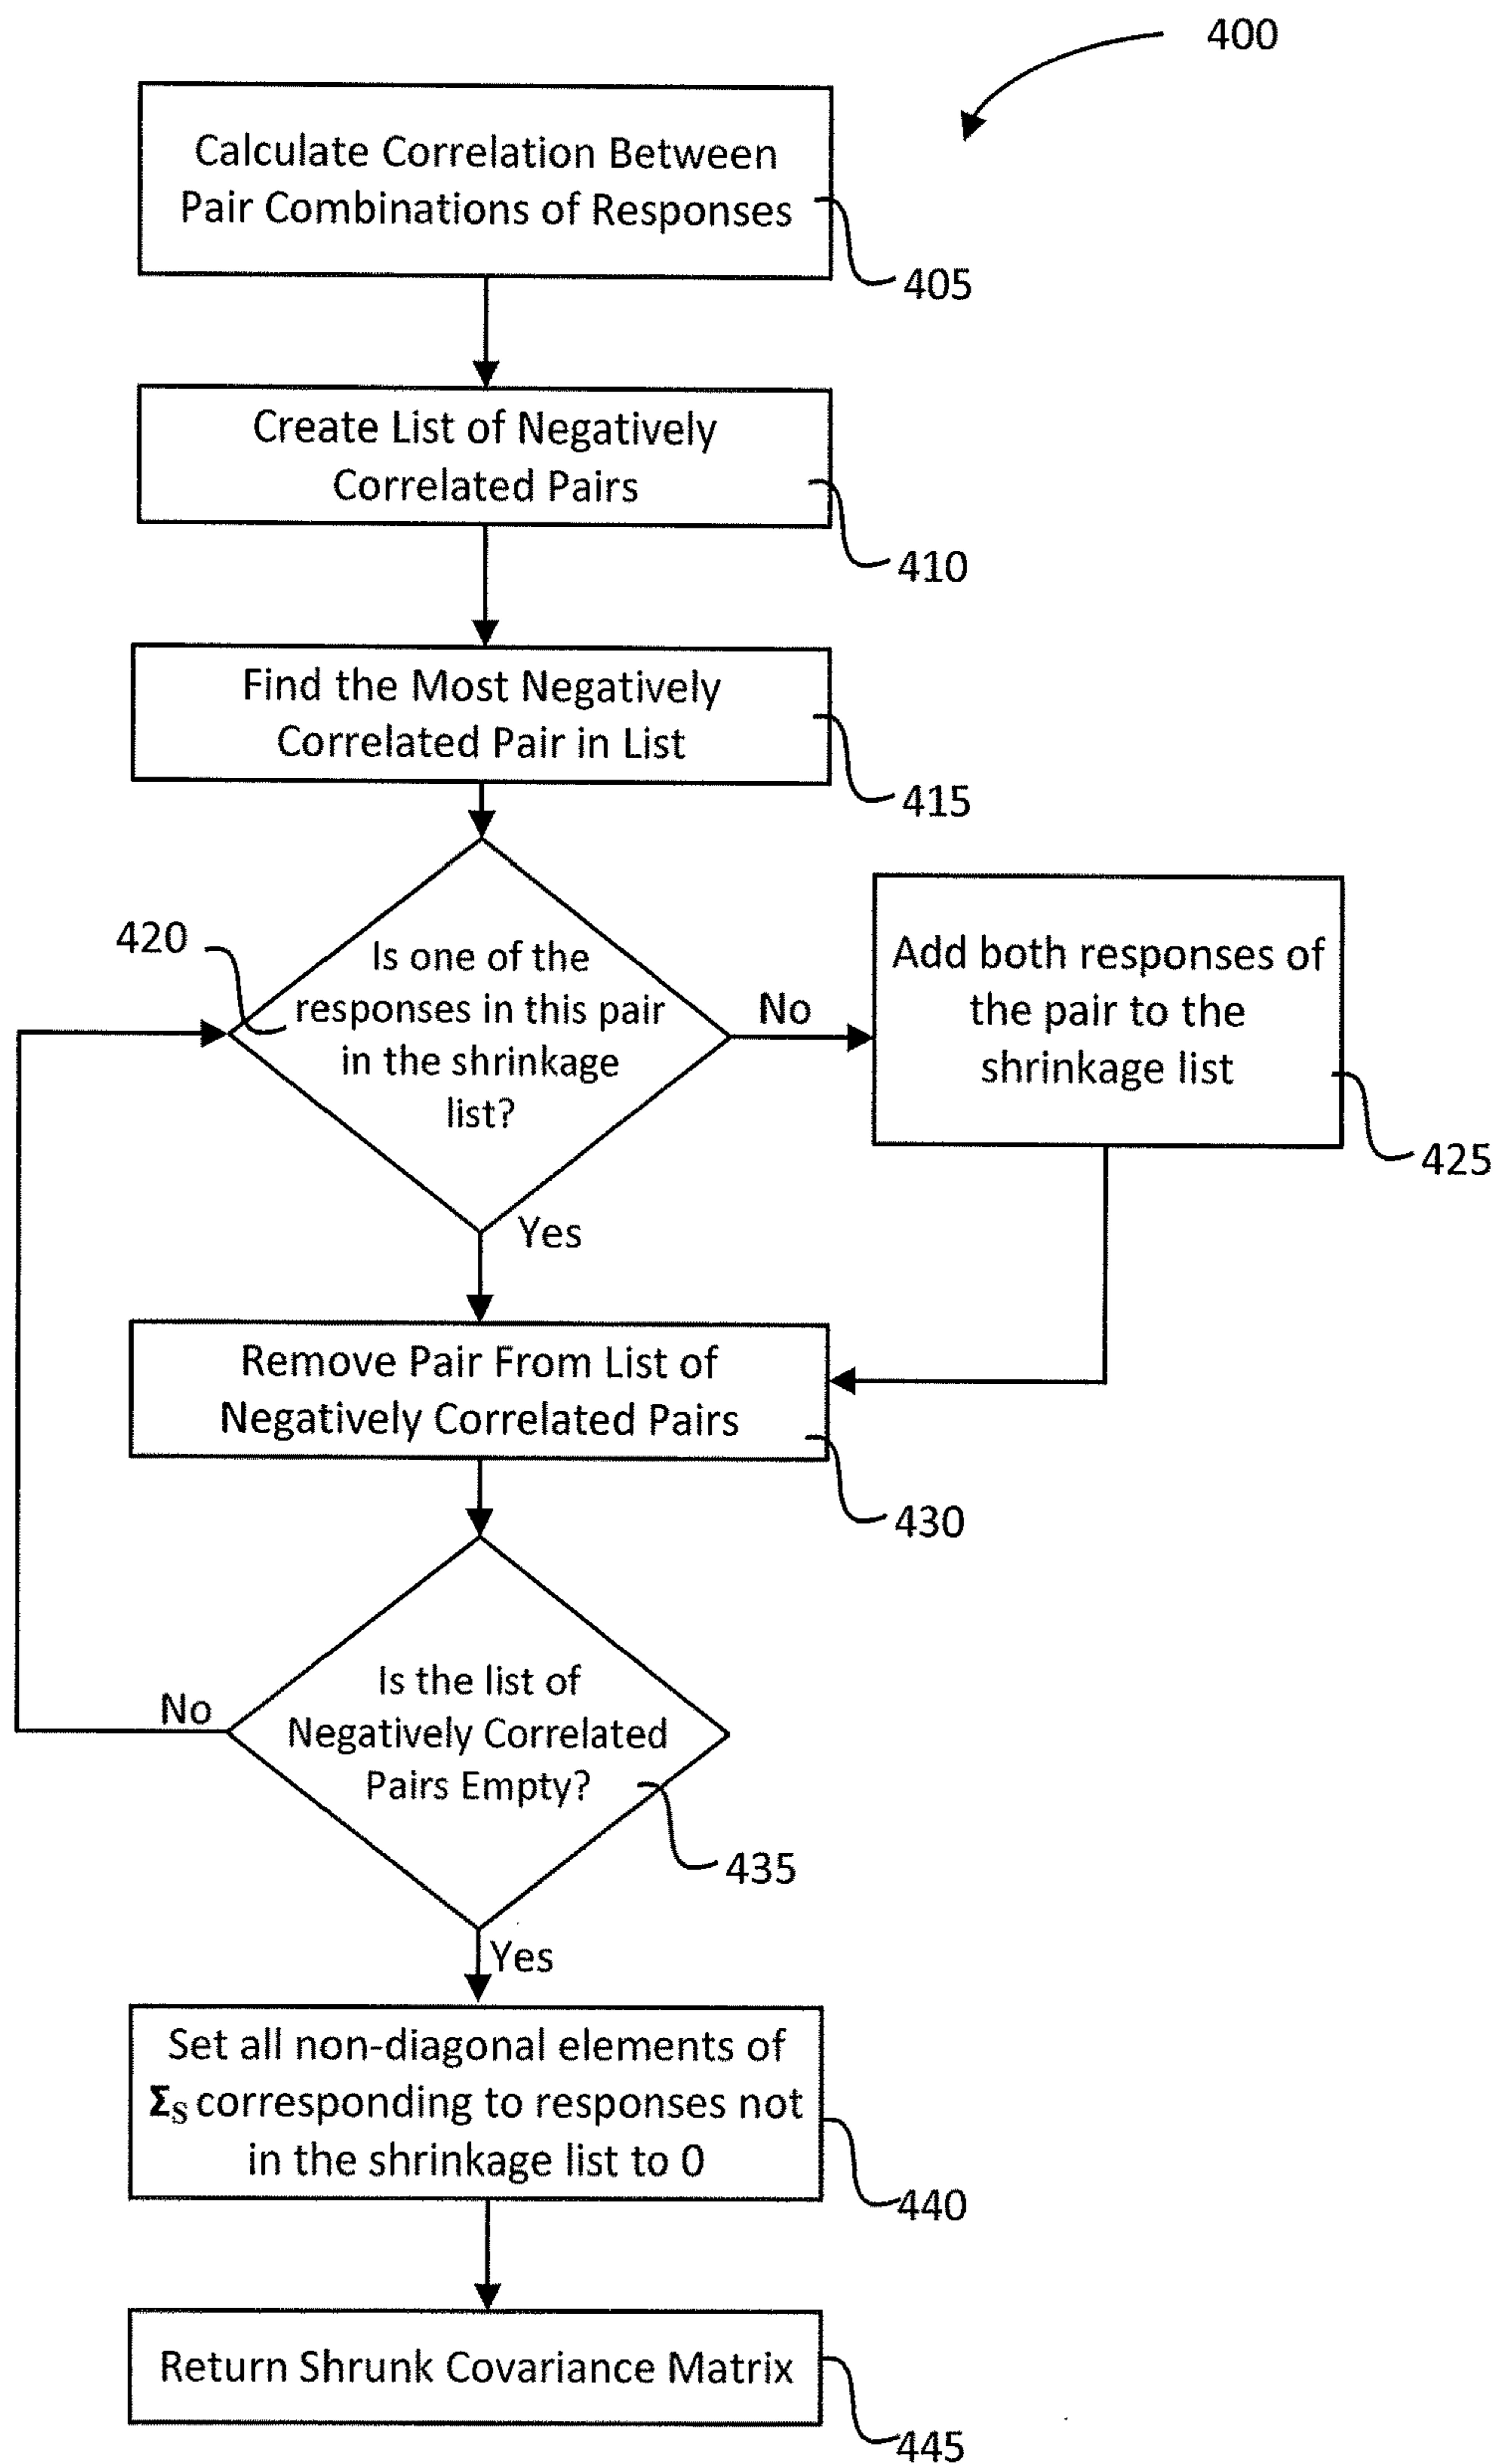 400
Calculate Correlation Between
Pair Combinations of Responses
405
Create List of Negatively
Correlated Pairs
410
Find the Most Negatively
Correlated Pair in List
415
420
Is one of the
responses in this pair
in the shrinkage
list?
No
Add both responses of
the pair to the
shrinkage list
425
Yes
Remove Pair From List of
Negatively Correlated Pairs
430
Is the list of
Negatively Correlated
Pairs Empty?
No
435
Yes
Set all non-diagonal elements of
Σs corresponding to responses not
in the shrinkage list to 0
440
Return Shrunk Covariance Matrix
445